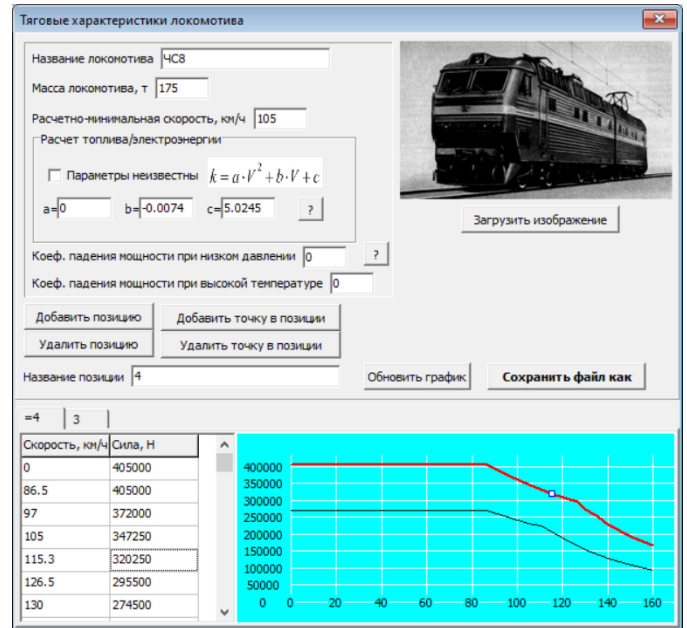 Тяговые характеристики локомотива
Название локомотива ЧС8
Масса локомотива, т 175
Расчетно-минимальная скорость, км/ч 105
Расчет топлива/электроэнергии
Параметры неизвестны k = a·V² + b·V + c
a= 0 b= -0.0074 c= 5.0245 ?
Коеф. падения мощности при низком давлении 0 ?
Коеф. падения мощности при высокой температуре 0
Загрузить изображение
Добавить позицию Добавить точку в позиции
Удалить позицию Удалить точку в позиции
Название позиции 4 Обновить график Сохранить файл как
=4 3
Скорость, км/ч Сила, Н
0 405000
86.5 405000
97 372000
105 347250
115.3 320250
126.5 295500
130 274500
400000
350000
300000
250000
200000
150000
100000
50000
0 0 20 40 60 80 100 120 140 160